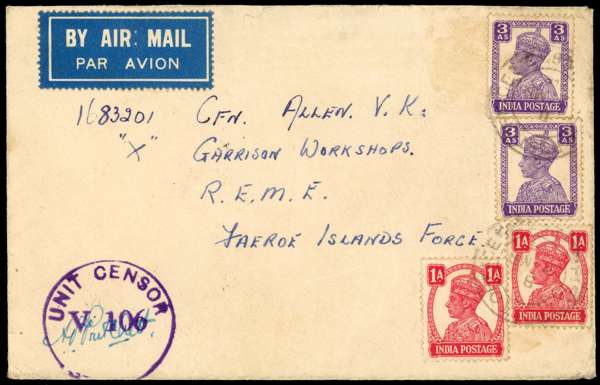 BY AIR MAIL
PAR AVION
1683201 CFN. ALLEN. V. K.
"X" GARRISON WORKSHOPS.
R. E. M. E.
FAEROE ISLANDS FORCE
3 AS 3 AS
INDIA POSTAGE
3 AS 3 AS
INDIA POSTAGE
1A 1A
INDIA POSTAGE
1A 1A
INDIA POSTAGE
UNIT CENSOR
V 106